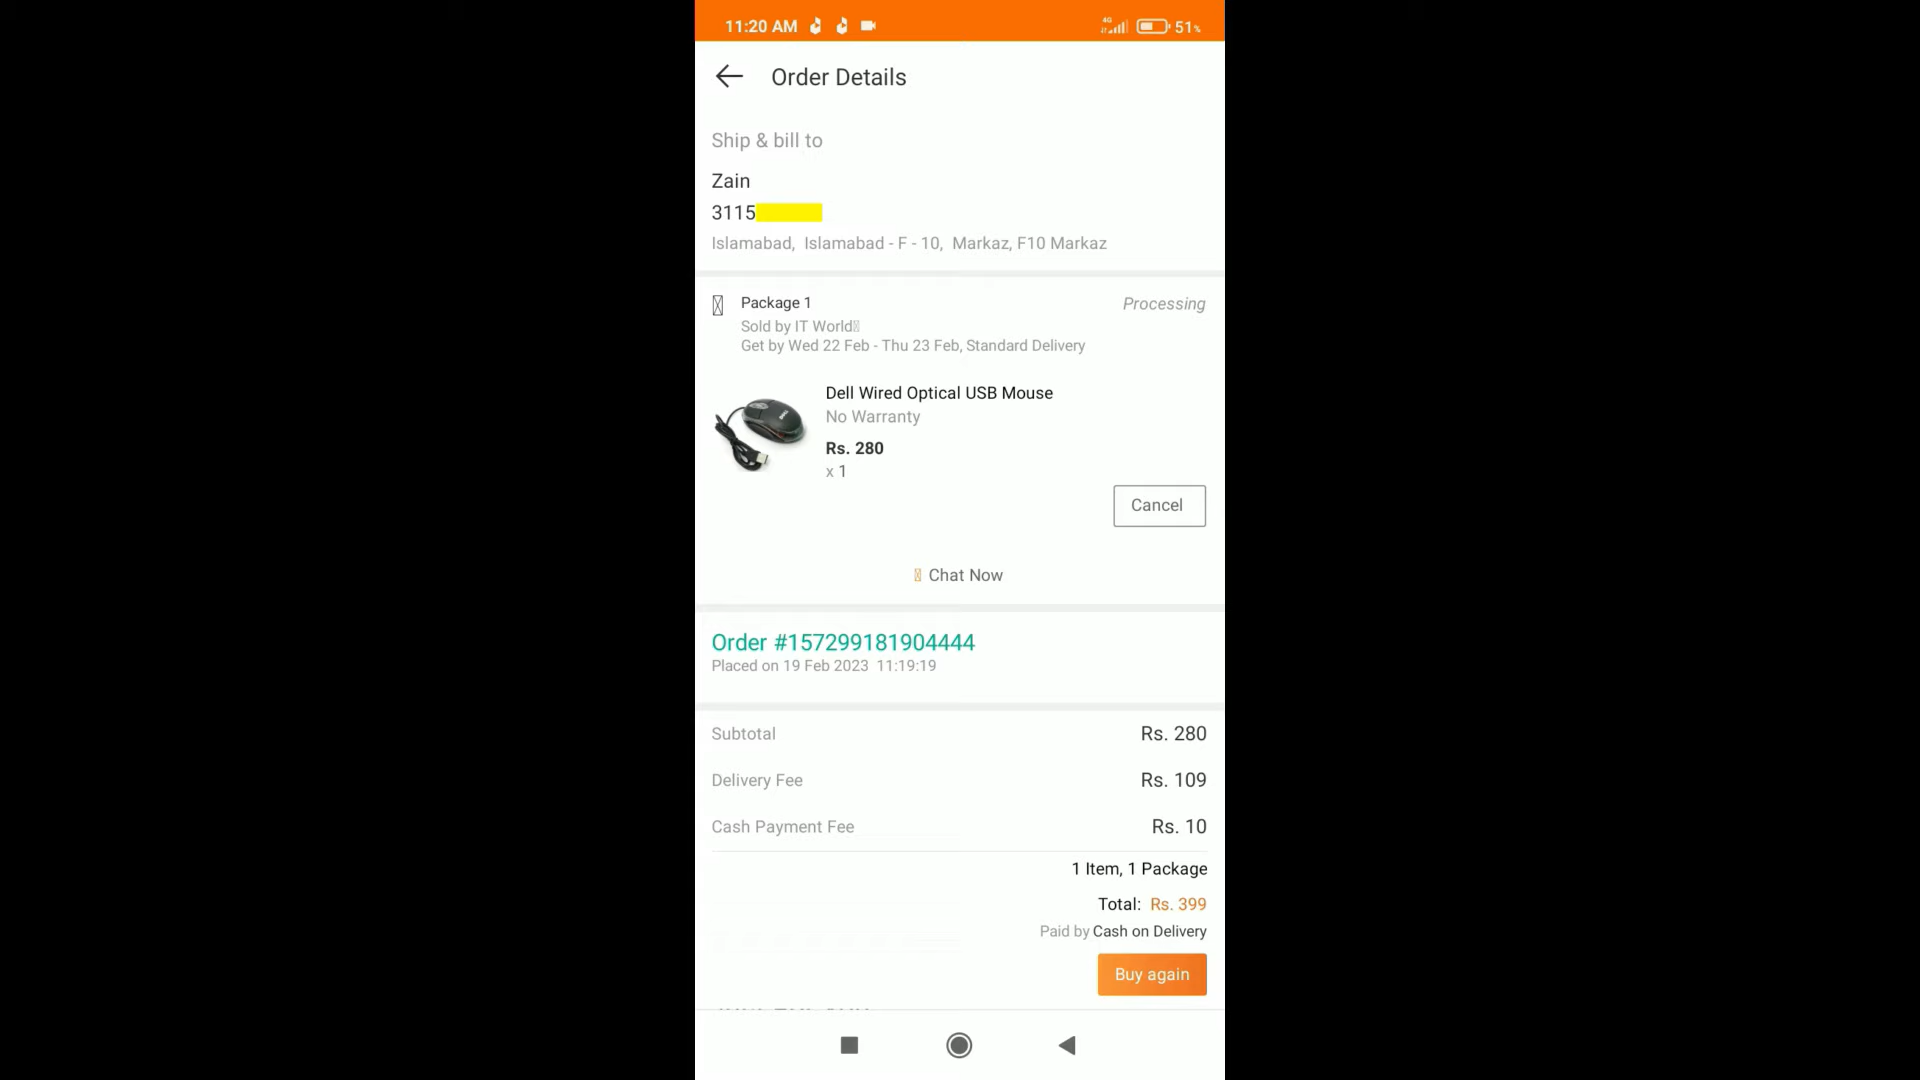 11:20 AM 4G 51%
Order Details
Ship & bill to
Zain
3115
Islamabad, Islamabad - F - 10, Markaz, F10 Markaz
Package 1 Processing
Sold by IT World
Get by Wed 22 Feb - Thu 23 Feb, Standard Delivery
Dell Wired Optical USB Mouse
No Warranty
Rs. 280
x 1
Cancel
Chat Now
Order #157299181904444
Placed on 19 Feb 2023 11:19:19
Subtotal Rs. 280
Delivery Fee Rs. 109
Cash Payment Fee Rs. 10
1 Item, 1 Package
Total: Rs. 399
Paid by Cash on Delivery
Buy again